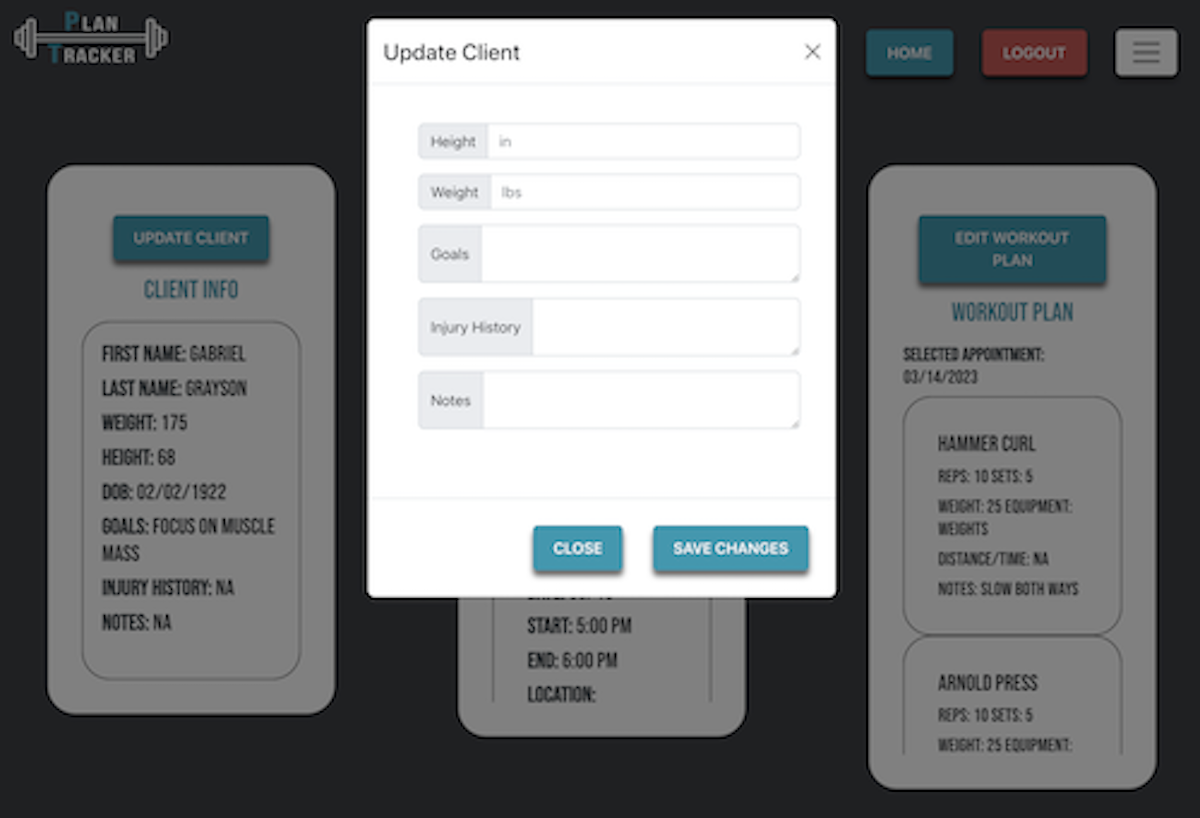 PLAN
TRACKER
HOME
LOGOUT
Update Client
Height in
Weight lbs
Goals
Injury History
Notes
CLOSE
SAVE CHANGES
UPDATE CLIENT
CLIENT INFO
FIRST NAME: GABRIEL
LAST NAME: GRAYSON
WEIGHT: 175
HEIGHT: 68
DOB: 02/02/1922
GOALS: FOCUS ON MUSCLE
MASS
INJURY HISTORY: NA
NOTES: NA
START: 5:00 PM
END: 6:00 PM
LOCATION:
EDIT WORKOUT
PLAN
WORKOUT PLAN
SELECTED APPOINTMENT:
03/14/2023
HAMMER CURL
REPS: 10 SETS: 5
WEIGHT: 25 EQUIPMENT:
WEIGHTS
DISTANCE/TIME: NA
NOTES: SLOW BOTH WAYS
ARNOLD PRESS
REPS: 10 SETS: 5
WEIGHT: 25 EQUIPMENT: